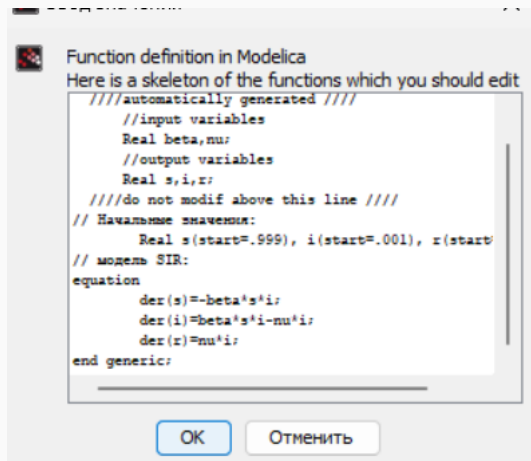 Function definition in Modelica
Here is a skeleton of the functions which you should edit
////automatically generated ////
//input variables
Real beta,nu;
//output variables
Real s,i,r;
////do not modif above this line ////
// Начальные значения:
Real s(start=.999), i(start=.001), r(start
// модель SIR:
equation
der(s)=-beta*s*i;
der(i)=beta*s*i-nu*i;
der(r)=nu*i;
end generic;
OK Отменить